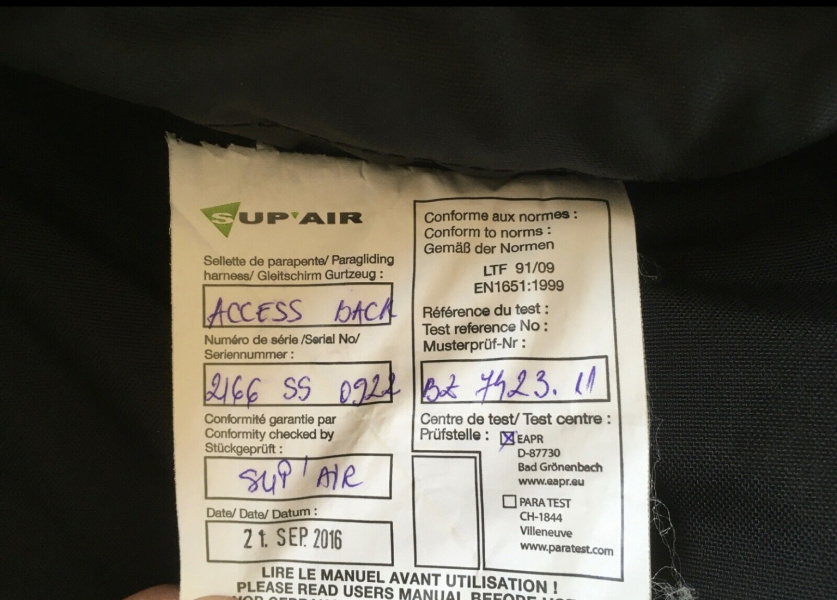 SUP'AIR
Sellette de parapente/ Paragliding
harness/ Gleitschirm Gurtzeug :
ACCESS BACK
Numéro de série /Serial No/
Seriennummer :
2166 SS 0922
Conformité garantie par
Conformity checked by
Stückgeprüft :
SUP'AIR
Date/ Date/ Datum :
21. SEP. 2016
Conforme aux normes :
Conform to norms :
Gemäß der Normen
LTF 91/09
EN1651:1999
Référence du test :
Test reference No :
Musterprüf-Nr :
BZ 7423. 11
Centre de test/ Test centre :
Prüfstelle :
EAPR
D-87730
Bad Grönenbach
www.eapr.eu
PARA TEST
CH-1844
Villeneuve
www.paratest.com
LIRE LE MANUEL AVANT UTILISATION !
PLEASE READ USERS MANUAL BEFORE